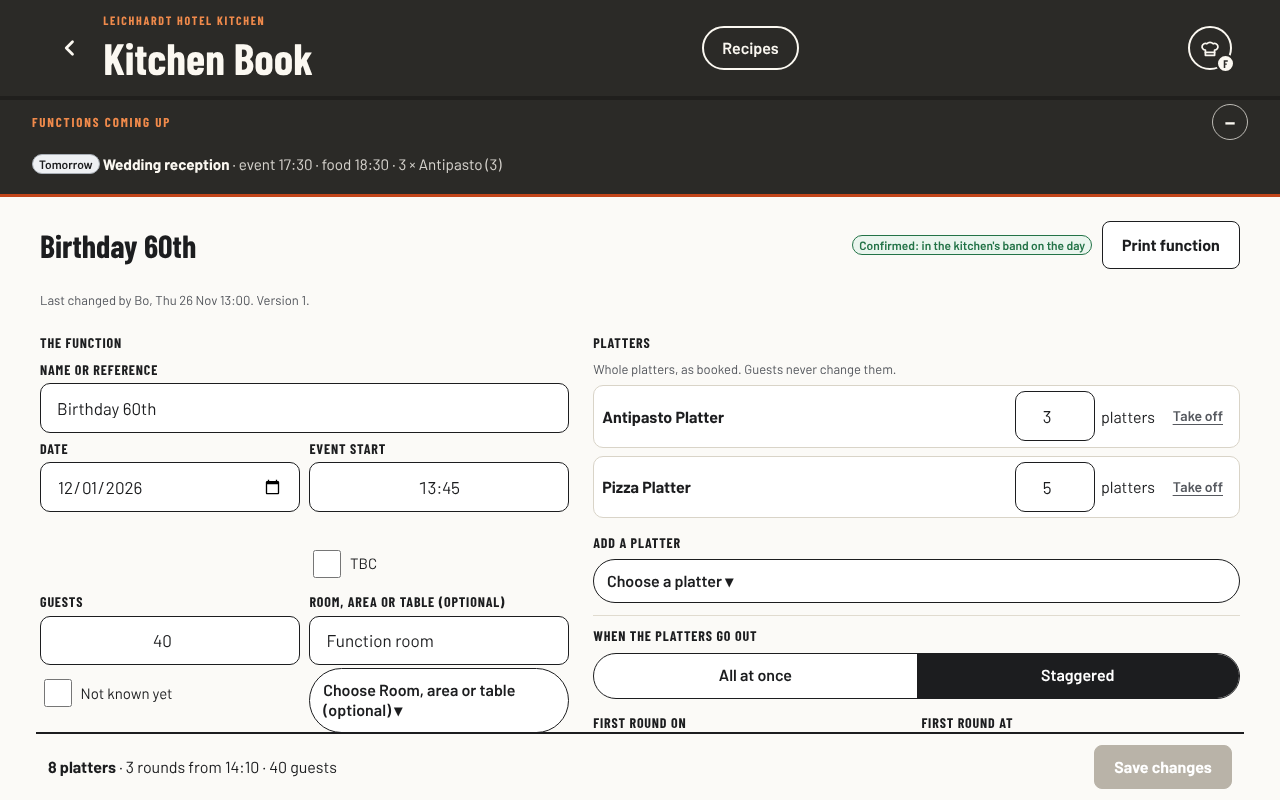 LEICHHARDT HOTEL KITCHEN
Kitchen Book
Recipes
F
FUNCTIONS COMING UP
Tomorrow Wedding reception · event 17:30 · food 18:30 · 3 × Antipasto (3)
Birthday 60th
Confirmed: in the kitchen's band on the day
Print function
Last changed by Bo, Thu 26 Nov 13:00. Version 1.
THE FUNCTION
NAME OR REFERENCE
Birthday 60th
DATE
EVENT START
12/01/2026
13:45
TBC
GUESTS
ROOM, AREA OR TABLE (OPTIONAL)
40
Function room
Not known yet
Choose Room, area or table
(optional) ▾
PLATTERS
Whole platters, as booked. Guests never change them.
Antipasto Platter
3
platters
Take off
Pizza Platter
5
platters
Take off
ADD A PLATTER
Choose a platter ▾
WHEN THE PLATTERS GO OUT
All at once
Staggered
FIRST ROUND ON
FIRST ROUND AT
8 platters · 3 rounds from 14:10 · 40 guests
Save changes